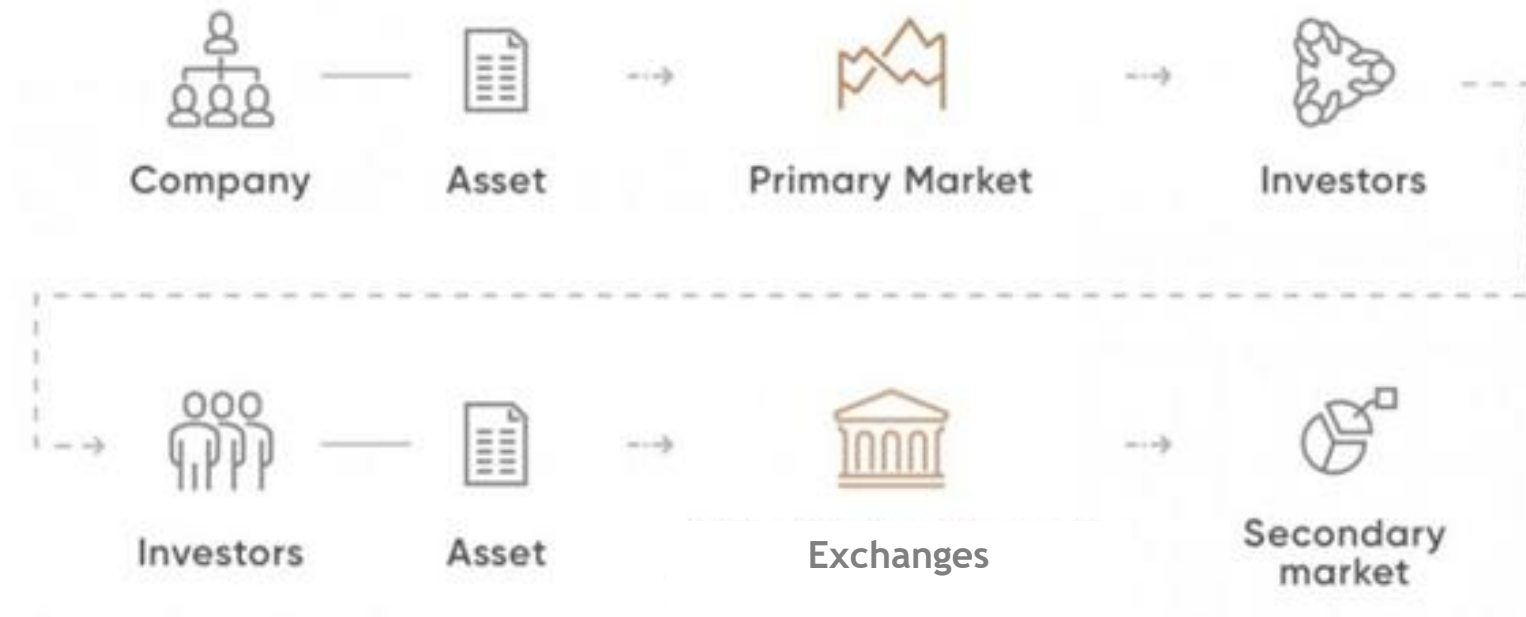 Company
Asset
Primary Market
Investors
Investors
Asset
Exchanges
Secondary
market